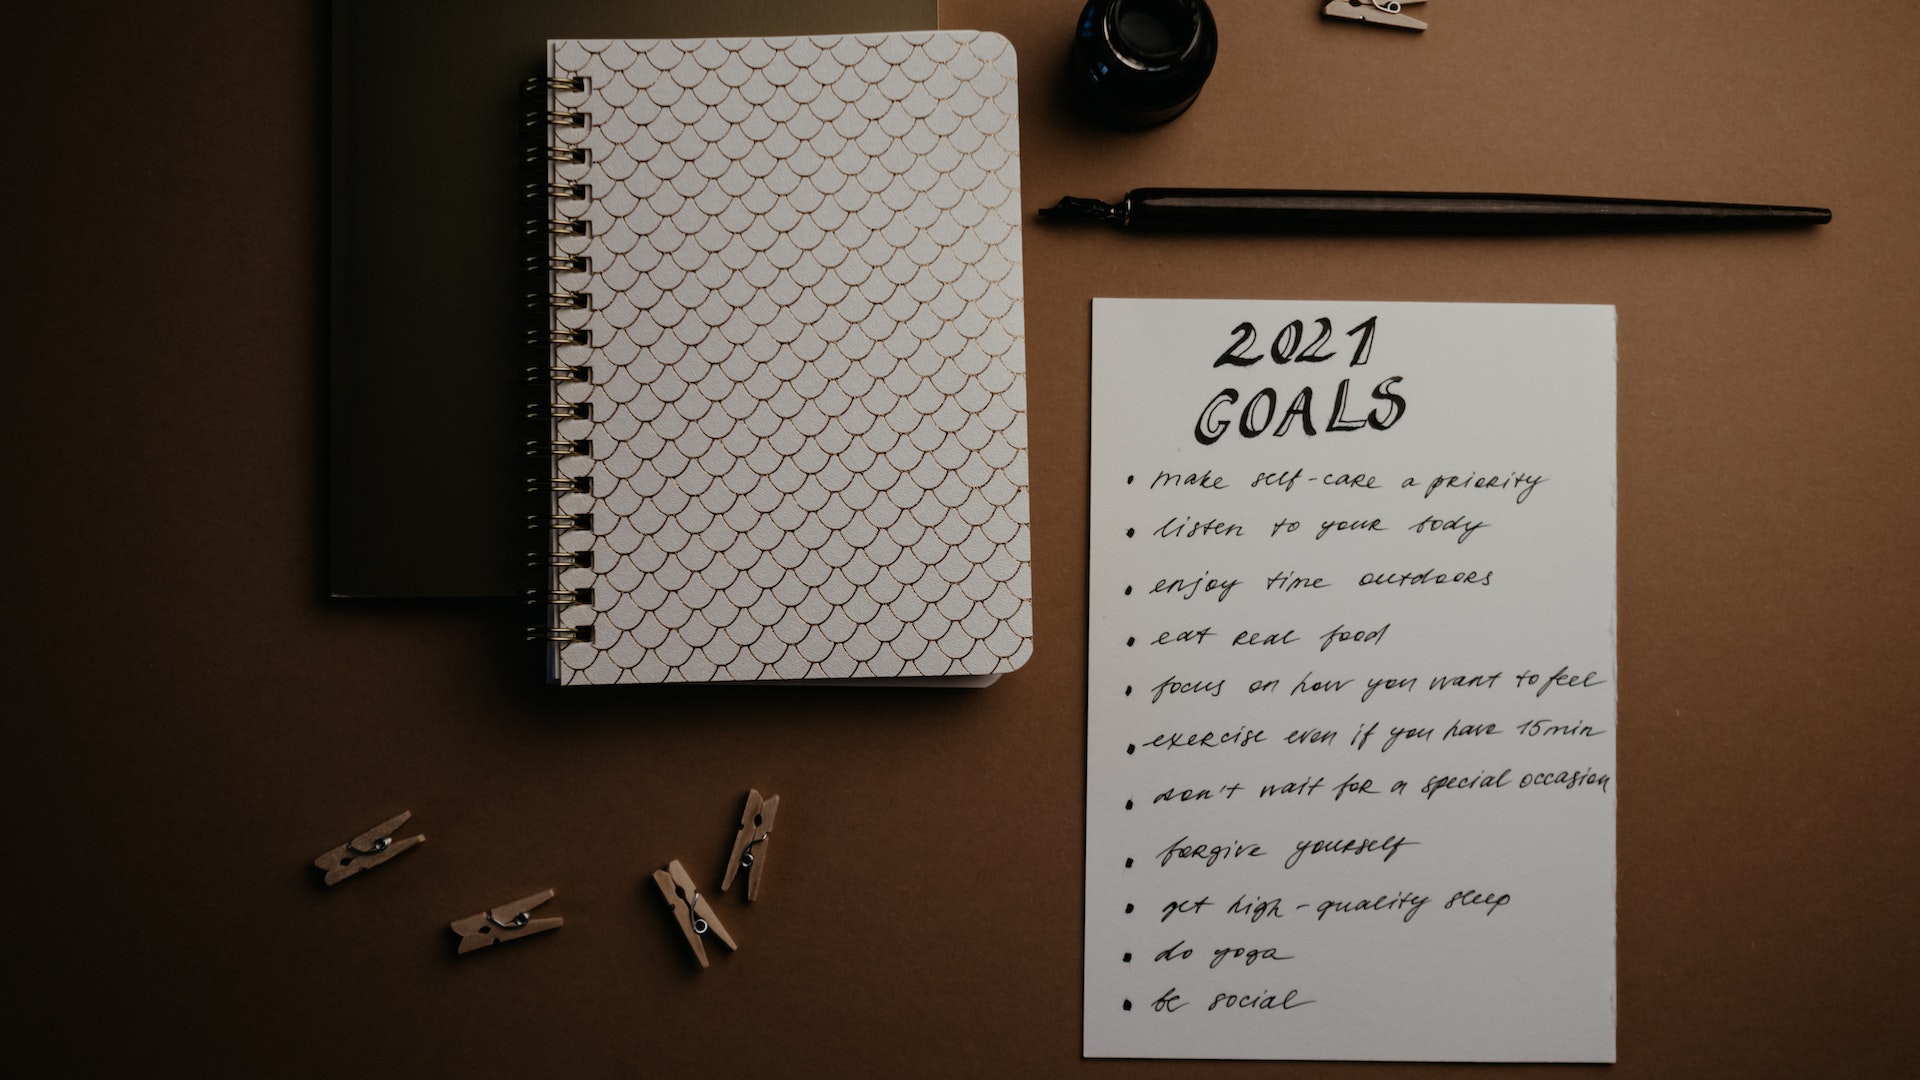 2021
GOALS
• make self-care a priority
• listen to your body
• enjoy time outdoors
• eat real food
• focus on how you want to feel
• exercise even if you have 15min
• don't wait for a special occasion
• forgive yourself
• get high-quality sleep
• do yoga
• be social